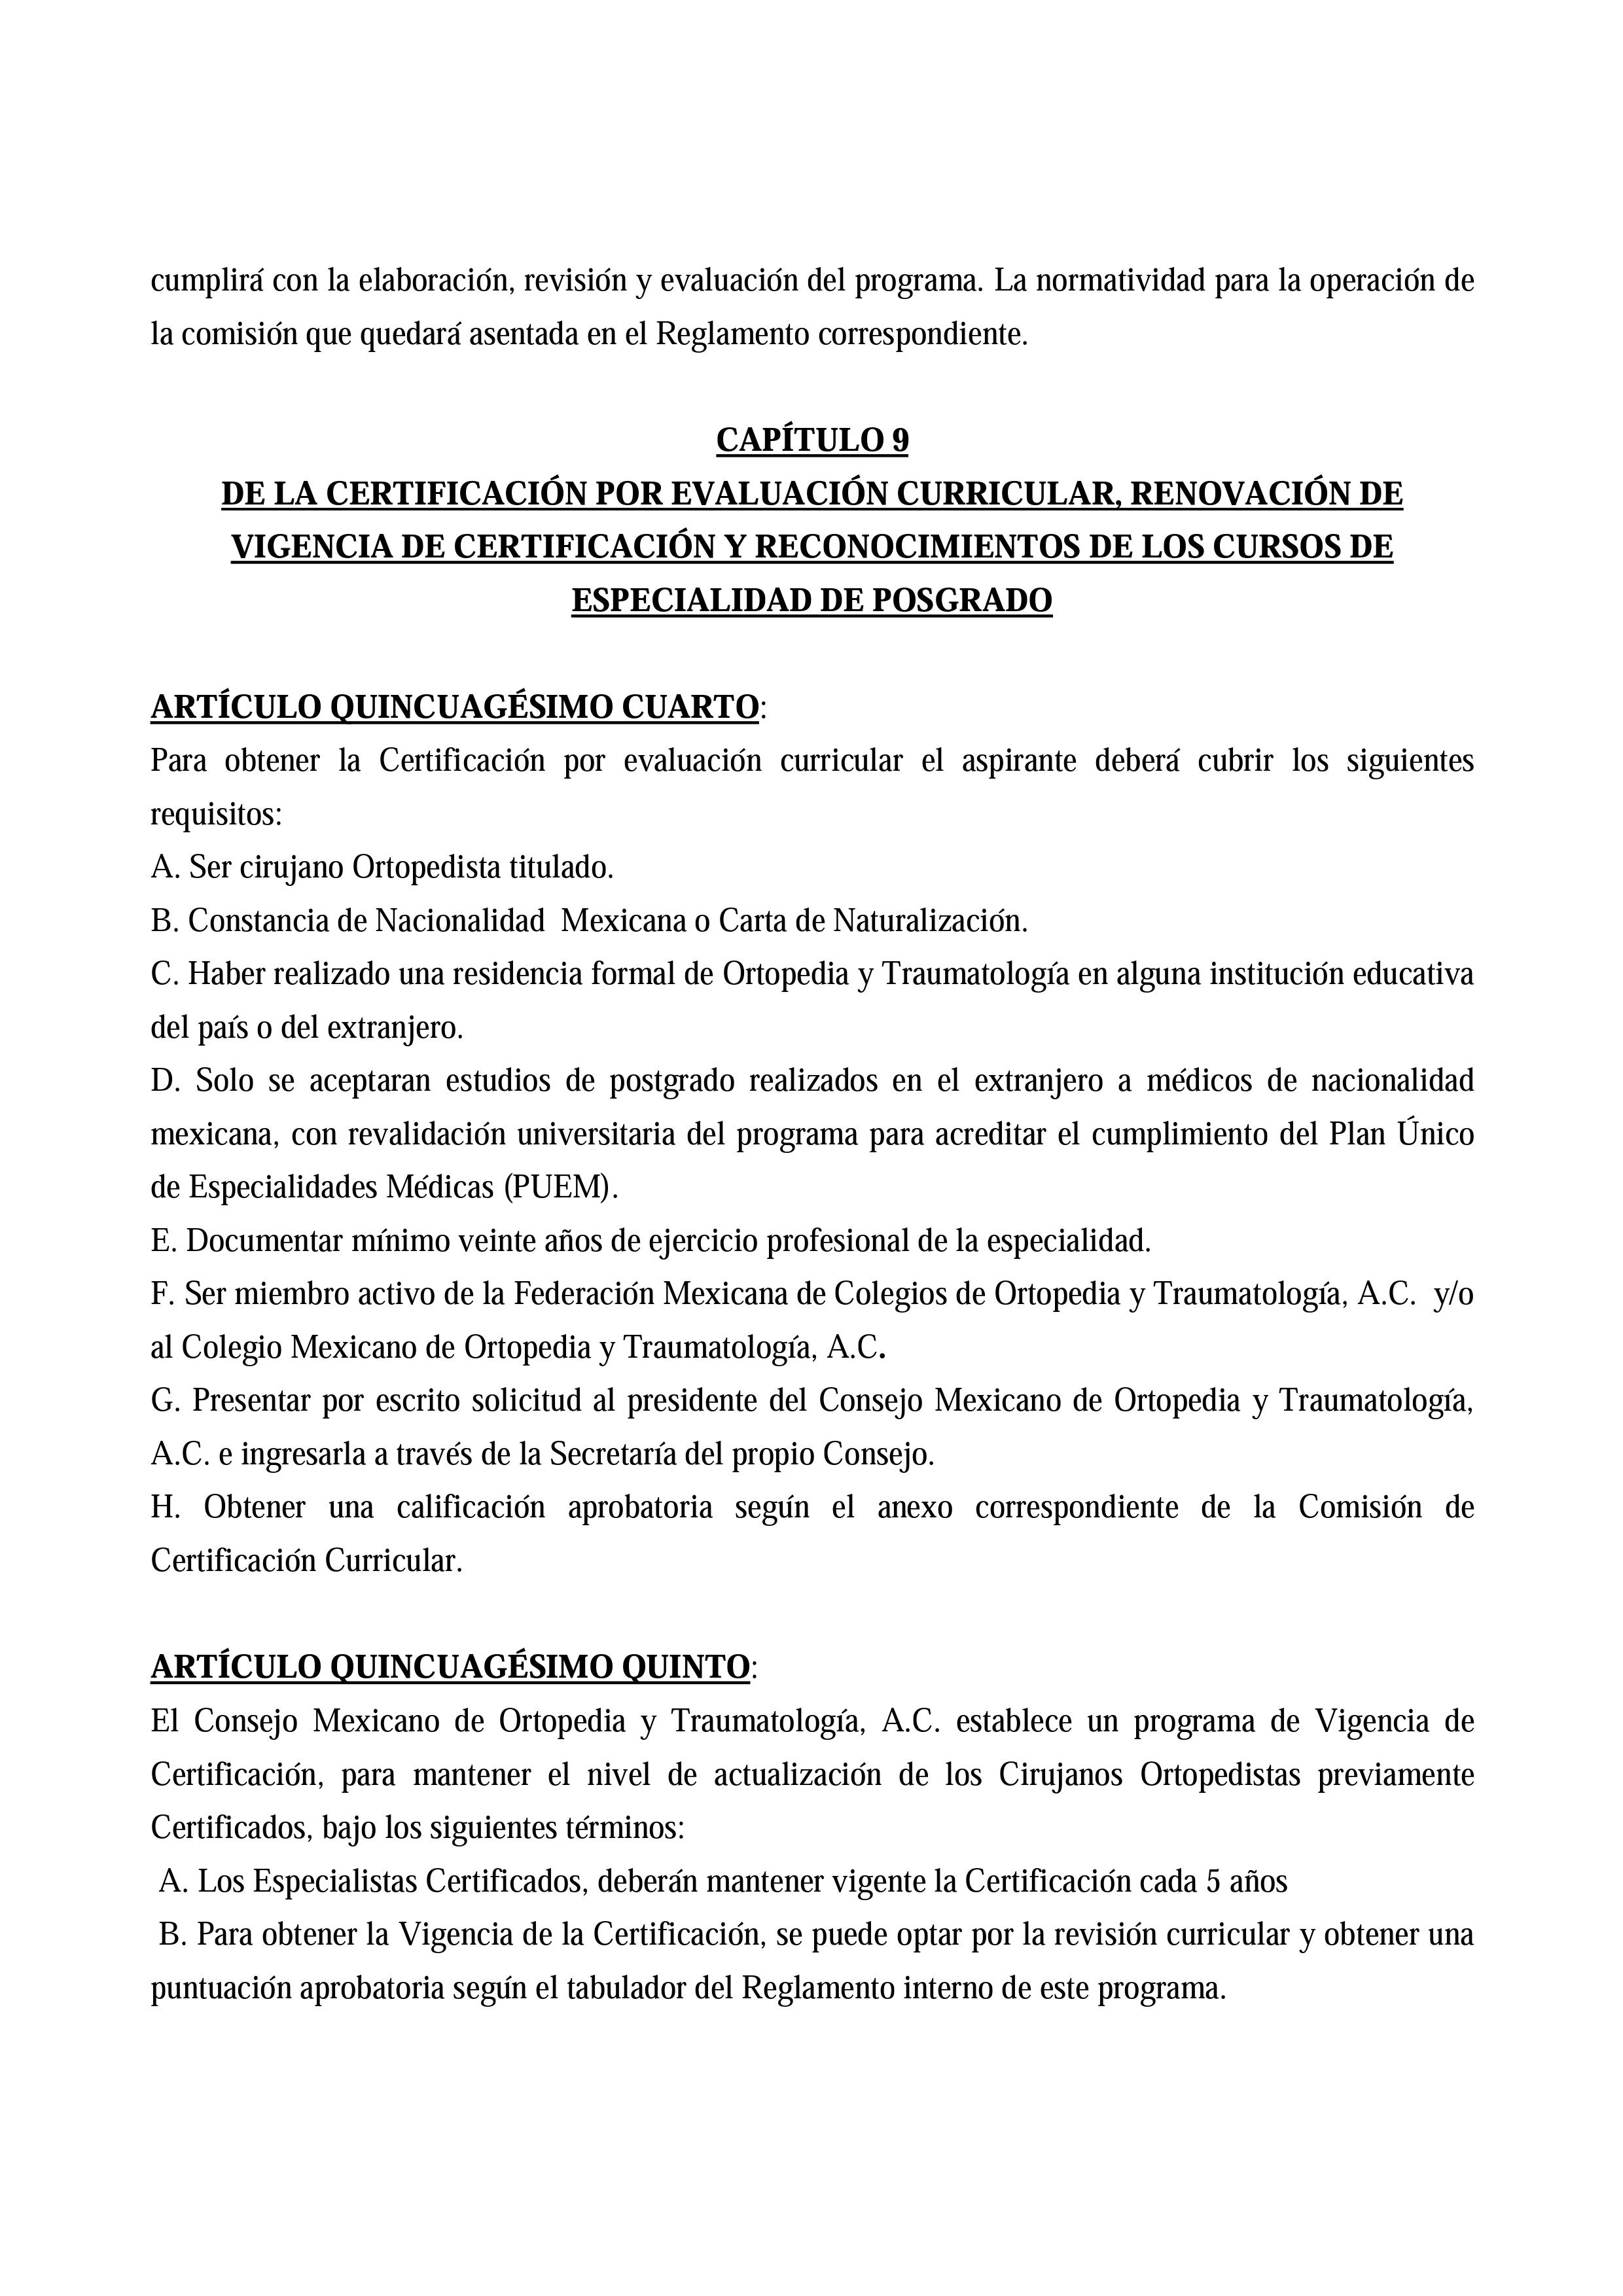 cumplirá con la elaboración, revisión y evaluación del programa. La normatividad para la operación de
la comisión que quedará asentada en el Reglamento correspondiente.
CAPÍTULO 9
DE LA CERTIFICACIÓN POR EVALUACIÓN CURRICULAR, RENOVACIÓN DE
VIGENCIA DE CERTIFICACIÓN Y RECONOCIMIENTOS DE LOS CURSOS DE
ESPECIALIDAD DE POSGRADO
ARTÍCULO QUINCUAGÉSIMO CUARTO:
Para obtener la Certificación por evaluación curricular el aspirante deberá cubrir los siguientes
requisitos:
A. Ser cirujano Ortopedista titulado.
B. Constancia de Nacionalidad  Mexicana o Carta de Naturalización.
C. Haber realizado una residencia formal de Ortopedia y Traumatología en alguna institución educativa
del país o del extranjero.
D. Solo se aceptaran estudios de postgrado realizados en el extranjero a médicos de nacionalidad
mexicana, con revalidación universitaria del programa para acreditar el cumplimiento del Plan Único
de Especialidades Médicas (PUEM).
E. Documentar mínimo veinte años de ejercicio profesional de la especialidad.
F. Ser miembro activo de la Federación Mexicana de Colegios de Ortopedia y Traumatología, A.C.  y/o
al Colegio Mexicano de Ortopedia y Traumatología, A.C.
G. Presentar por escrito solicitud al presidente del Consejo Mexicano de Ortopedia y Traumatología,
A.C. e ingresarla a través de la Secretaría del propio Consejo.
H. Obtener una calificación aprobatoria según el anexo correspondiente de la Comisión de
Certificación Curricular.
ARTÍCULO QUINCUAGÉSIMO QUINTO:
El Consejo Mexicano de Ortopedia y Traumatología, A.C. establece un programa de Vigencia de
Certificación, para mantener el nivel de actualización de los Cirujanos Ortopedistas previamente
Certificados, bajo los siguientes términos:
A. Los Especialistas Certificados, deberán mantener vigente la Certificación cada 5 años
B. Para obtener la Vigencia de la Certificación, se puede optar por la revisión curricular y obtener una
puntuación aprobatoria según el tabulador del Reglamento interno de este programa.